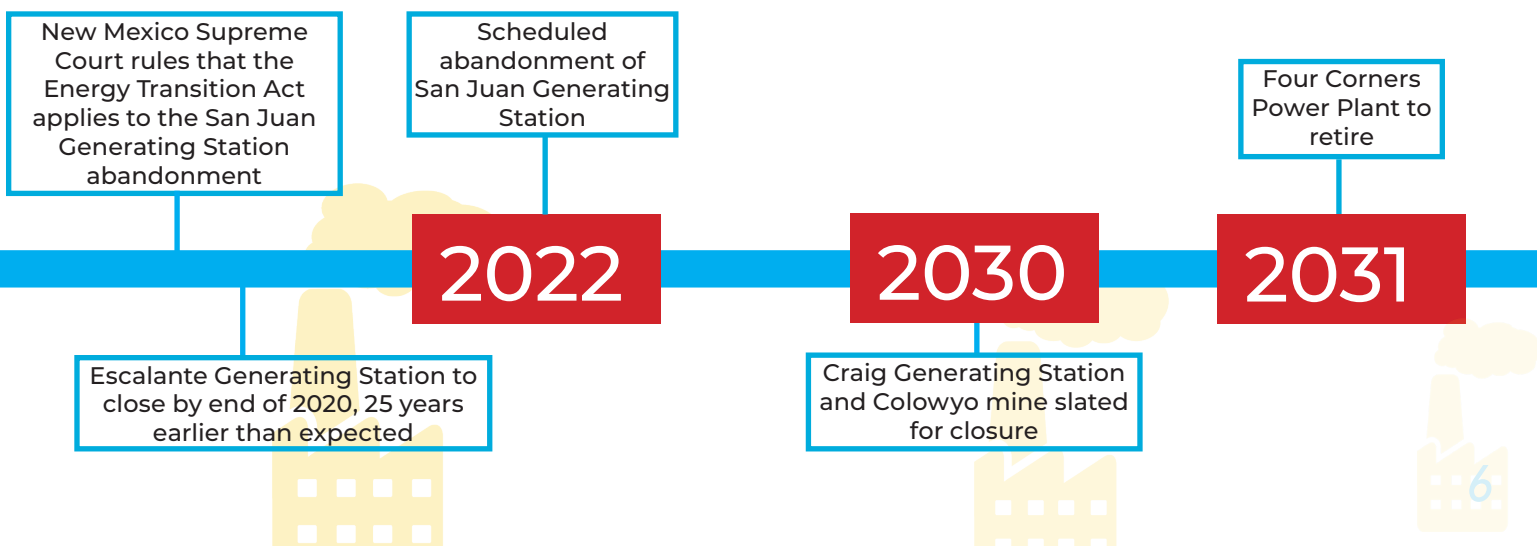 New Mexico Supreme
Court rules that the
Energy Transition Act
applies to the San Juan
Generating Station
abandonment
Scheduled
abandonment of
San Juan Generating
Station
Four Corners
Power Plant to
retire
2022
2030
2031
Escalante Generating Station to
close by end of 2020, 25 years
earlier than expected
Craig Generating Station
and Colowyo mine slated
for closure
6